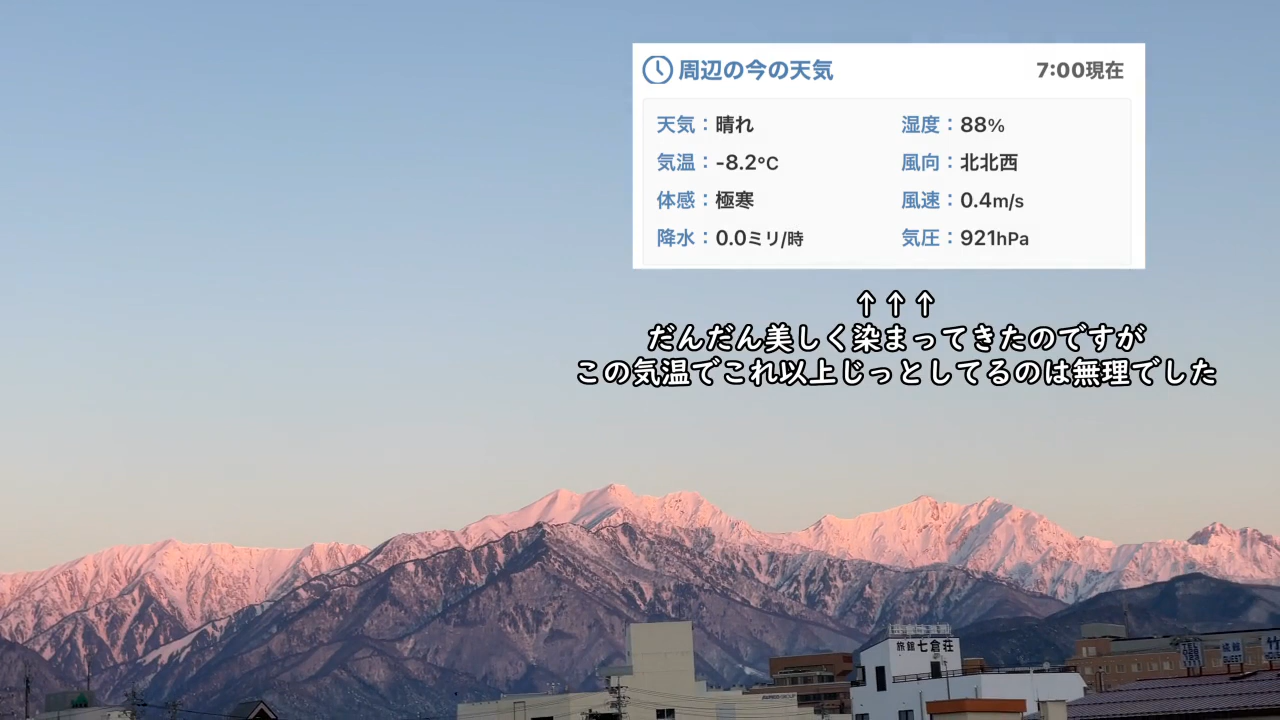 周辺の今の天気 7:00現在
天気：晴れ 湿度：88%
気温：-8.2℃ 風向：北北西
体感：極寒 風速：0.4m/s
降水：0.0ミリ/時 気圧：921hPa
↑↑↑
だんだん美しく染まってきたのですが
この気温でこれ以上じっとしてるのは無理でした
旅館 七倉荘